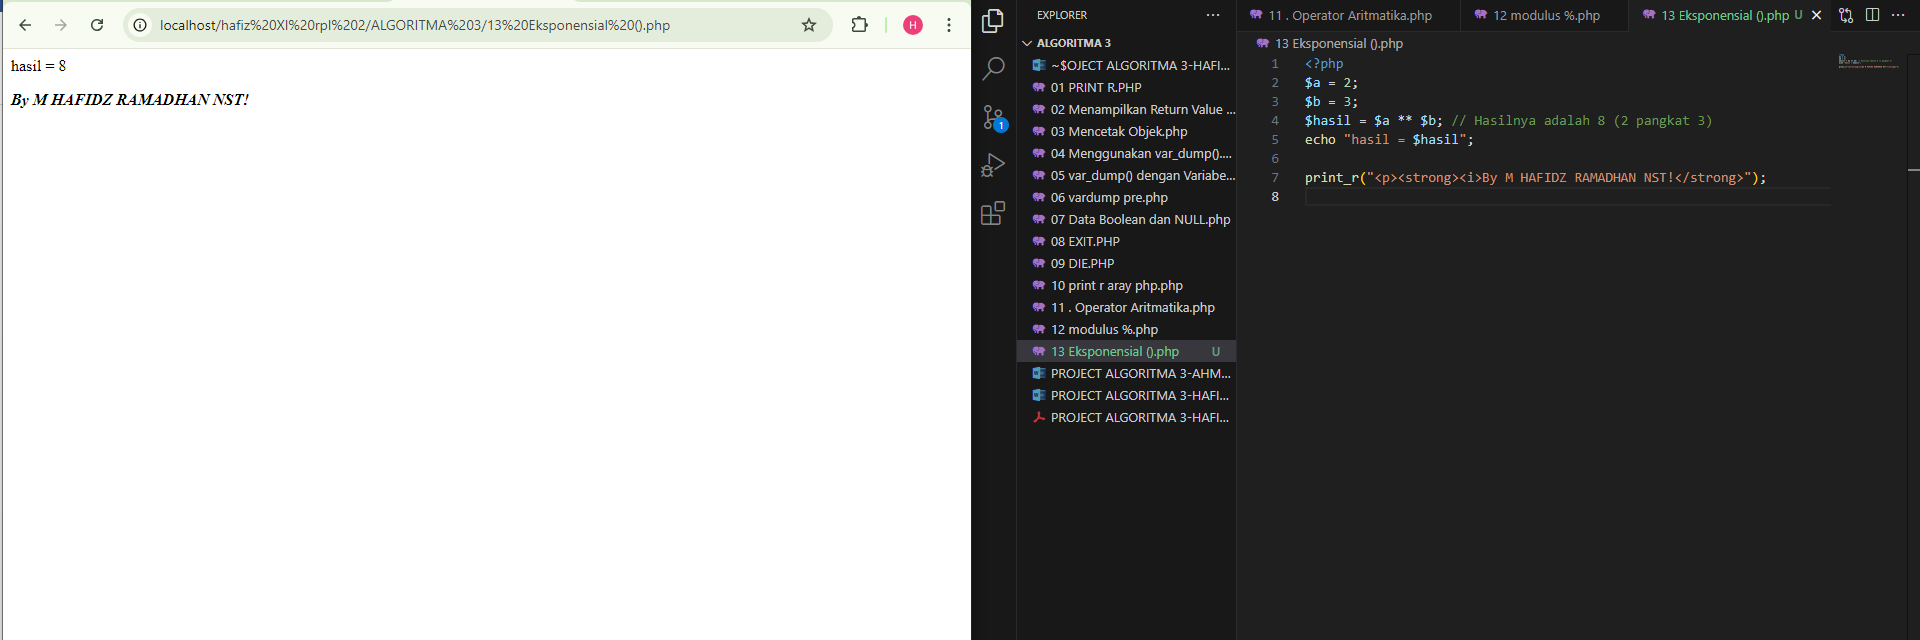 localhost/hafiz%20XI%20rpl%202/ALGORITMA%203/13%20Eksponensial%20().php
H
hasil = 8
By M HAFIDZ RAMADHAN NST!
1
EXPLORER
ALGORITMA 3
~$OJECT ALGORITMA 3-HAFI...
01 PRINT R.PHP
02 Menampilkan Return Value ...
03 Mencetak Objek.php
04 Menggunakan var_dump()....
05 var_dump() dengan Variabe...
06 vardump pre.php
07 Data Boolean dan NULL.php
08 EXIT.PHP
09 DIE.PHP
10 print r aray php.php
11 . Operator Aritmatika.php
12 modulus %.php
13 Eksponensial ().php U
PROJECT ALGORITMA 3-AHM...
PROJECT ALGORITMA 3-HAFI...
PROJECT ALGORITMA 3-HAFI...
11 . Operator Aritmatika.php 12 modulus %.php 13 Eksponensial ().php U
13 Eksponensial ().php
1 <?php
2 $a = 2;
3 $b = 3;
4 $hasil = $a ** $b; // Hasilnya adalah 8 (2 pangkat 3)
5 echo "hasil = $hasil";
6
7 print_r("<p><strong><i>By M HAFIDZ RAMADHAN NST!</strong>");
8